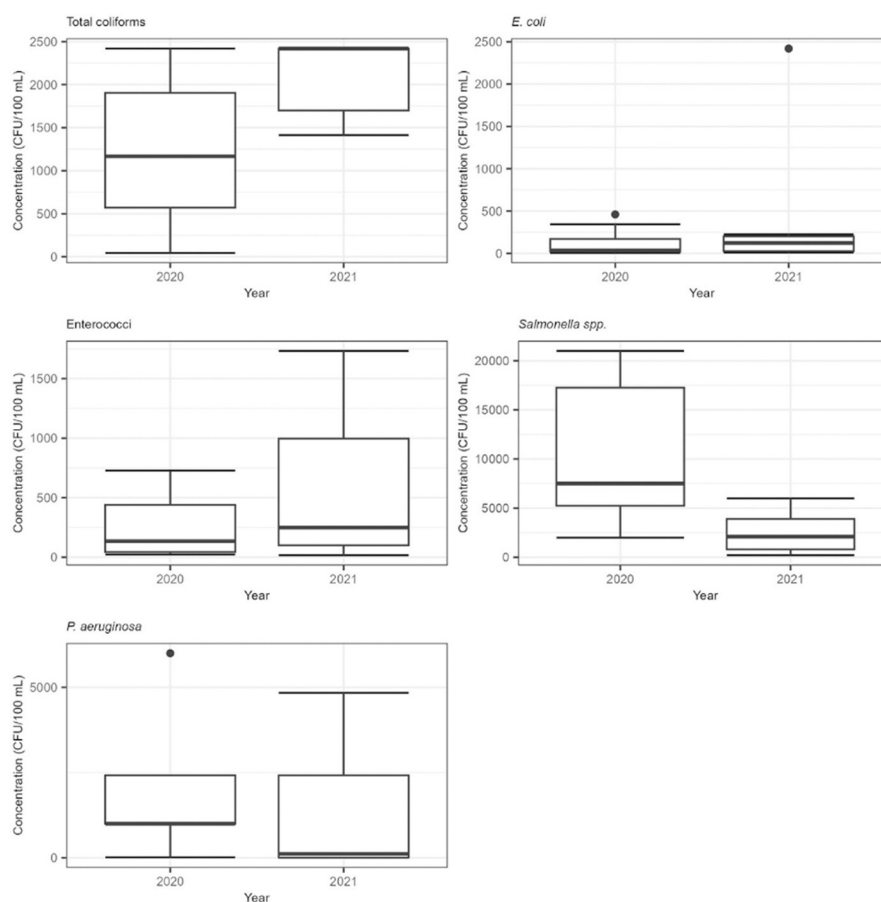 Total coliforms
Concentration (CFU/100 mL)
2500
2000
1500
1000
500
0
2020
2021
Year
E. coli
Concentration (CFU/100 mL)
2500
2000
1500
1000
500
0
2020
2021
Year
Enterococci
Concentration (CFU/100 mL)
1500
1000
500
0
2020
2021
Year
Salmonella spp.
Concentration (CFU/100 mL)
20000
15000
10000
5000
0
2020
2021
Year
P. aeruginosa
Concentration (CFU/100 mL)
5000
0
2020
2021
Year